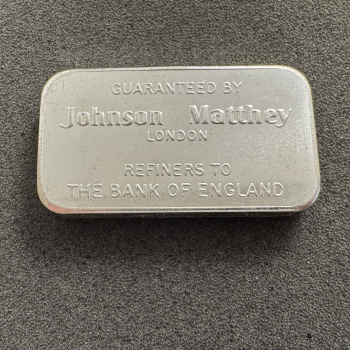 GUARANTEED BY
Johnson Matthey
LONDON
REFINERS TO
THE BANK OF ENGLAND